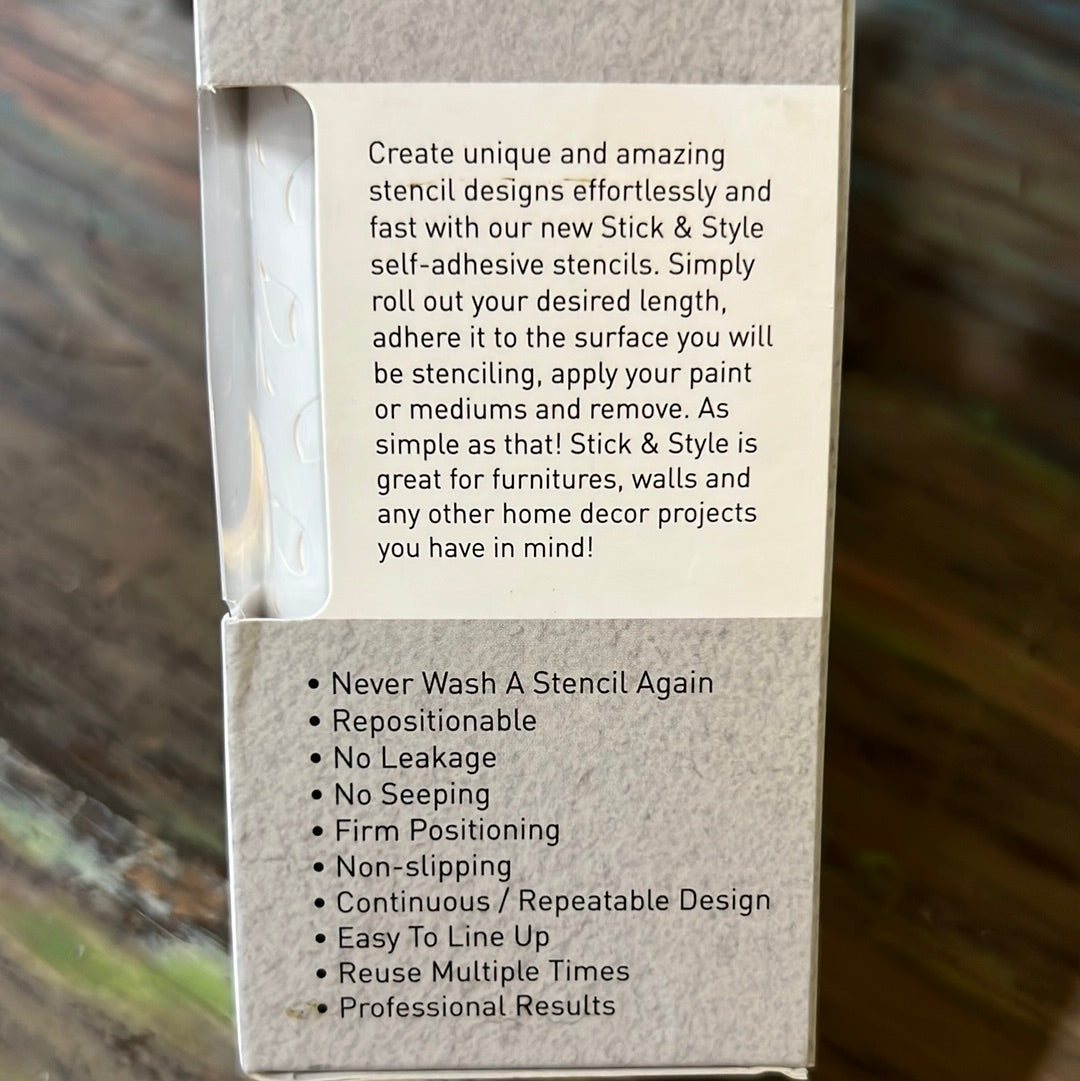 Create unique and amazing
stencil designs effortlessly and
fast with our new Stick & Style
self-adhesive stencils. Simply
roll out your desired length,
adhere it to the surface you will
be stenciling, apply your paint
or mediums and remove. As
simple as that! Stick & Style is
great for furnitures, walls and
any other home decor projects
you have in mind!
• Never Wash A Stencil Again
• Repositionable
• No Leakage
• No Seeping
• Firm Positioning
• Non-slipping
• Continuous / Repeatable Design
• Easy To Line Up
• Reuse Multiple Times
• Professional Results